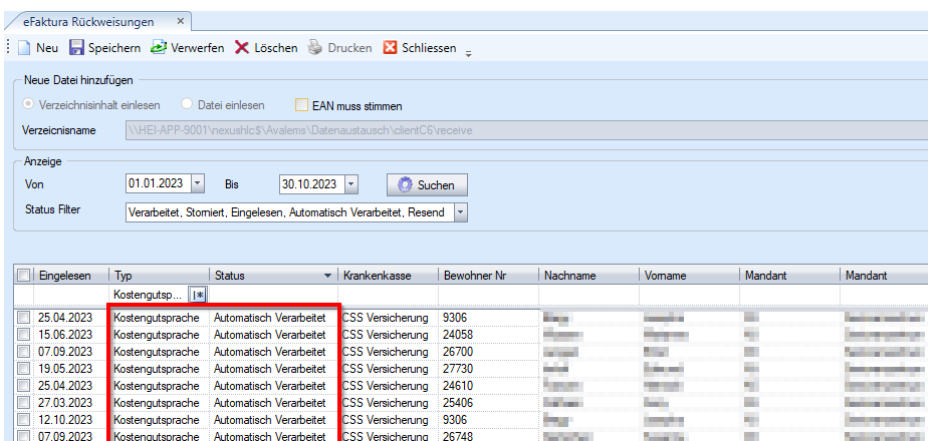 eFaktura Rückweisungen ×
Neu Speichern Verwerfen Löschen Drucken Schliessen
Neue Datei hinzufügen
Verzeichnisinhalt einlesen Datei einlesen EAN muss stimmen
Verzeicnisname \\HEI-APP-9001\nexushlc$\Avalems\Datenaustausch\clientC6\receive
Anzeige
Von 01.01.2023 Bis 30.10.2023 Suchen
Status Filter Verarbeitet, Storniert, Eingelesen, Automatisch Verarbeitet, Resend
Eingelesen Typ Status Krankenkasse Bewohner Nr Nachname Vorname Mandant Mandant
Kostengutsp...
25.04.2023 Kostengutsprache Automatisch Verarbeitet CSS Versicherung 9306
15.06.2023 Kostengutsprache Automatisch Verarbeitet CSS Versicherung 24058
07.09.2023 Kostengutsprache Automatisch Verarbeitet CSS Versicherung 26700
19.05.2023 Kostengutsprache Automatisch Verarbeitet CSS Versicherung 27730
25.04.2023 Kostengutsprache Automatisch Verarbeitet CSS Versicherung 24610
27.03.2023 Kostengutsprache Automatisch Verarbeitet CSS Versicherung 25406
12.10.2023 Kostengutsprache Automatisch Verarbeitet CSS Versicherung 9306
07.09.2023 Kostengutsprache Automatisch Verarbeitet CSS Versicherung 26748